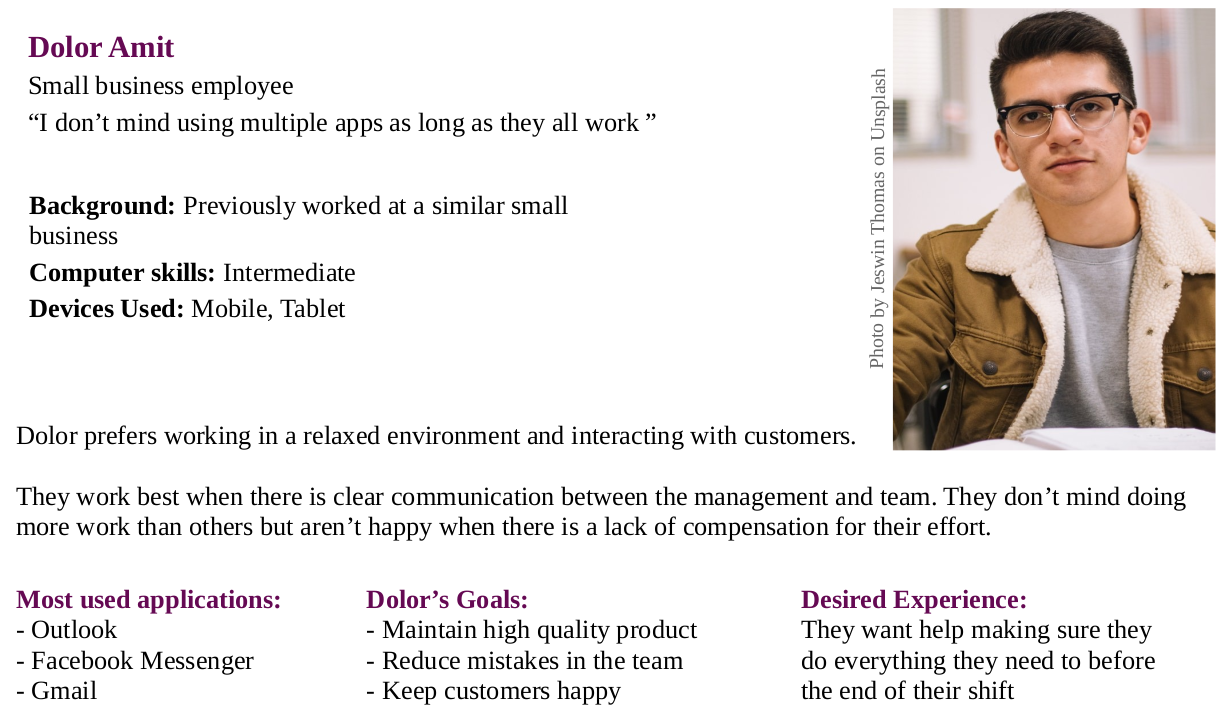 Dolor Amit
Small business employee
“I don’t mind using multiple apps as long as they all work ”
Background: Previously worked at a similar small
business
Computer skills: Intermediate
Devices Used: Mobile, Tablet
Photo by Jeswin Thomas on Unsplash
Dolor prefers working in a relaxed environment and interacting with customers.
They work best when there is clear communication between the management and team. They don’t mind doing
more work than others but aren’t happy when there is a lack of compensation for their effort.
Most used applications:
- Outlook
- Facebook Messenger
- Gmail
Dolor’s Goals:
- Maintain high quality product
- Reduce mistakes in the team
- Keep customers happy
Desired Experience:
They want help making sure they
do everything they need to before
the end of their shift